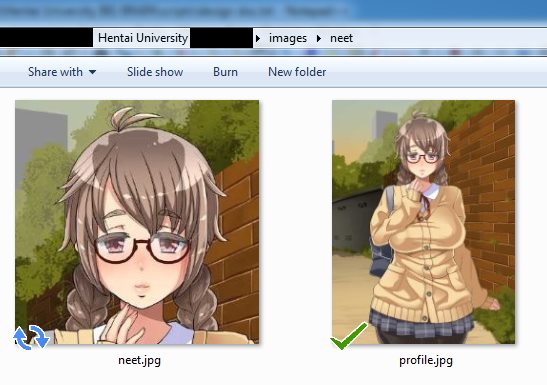 Hentai University
images
neet
Share with
Slide show
Burn
New folder
neet.jpg
profile.jpg